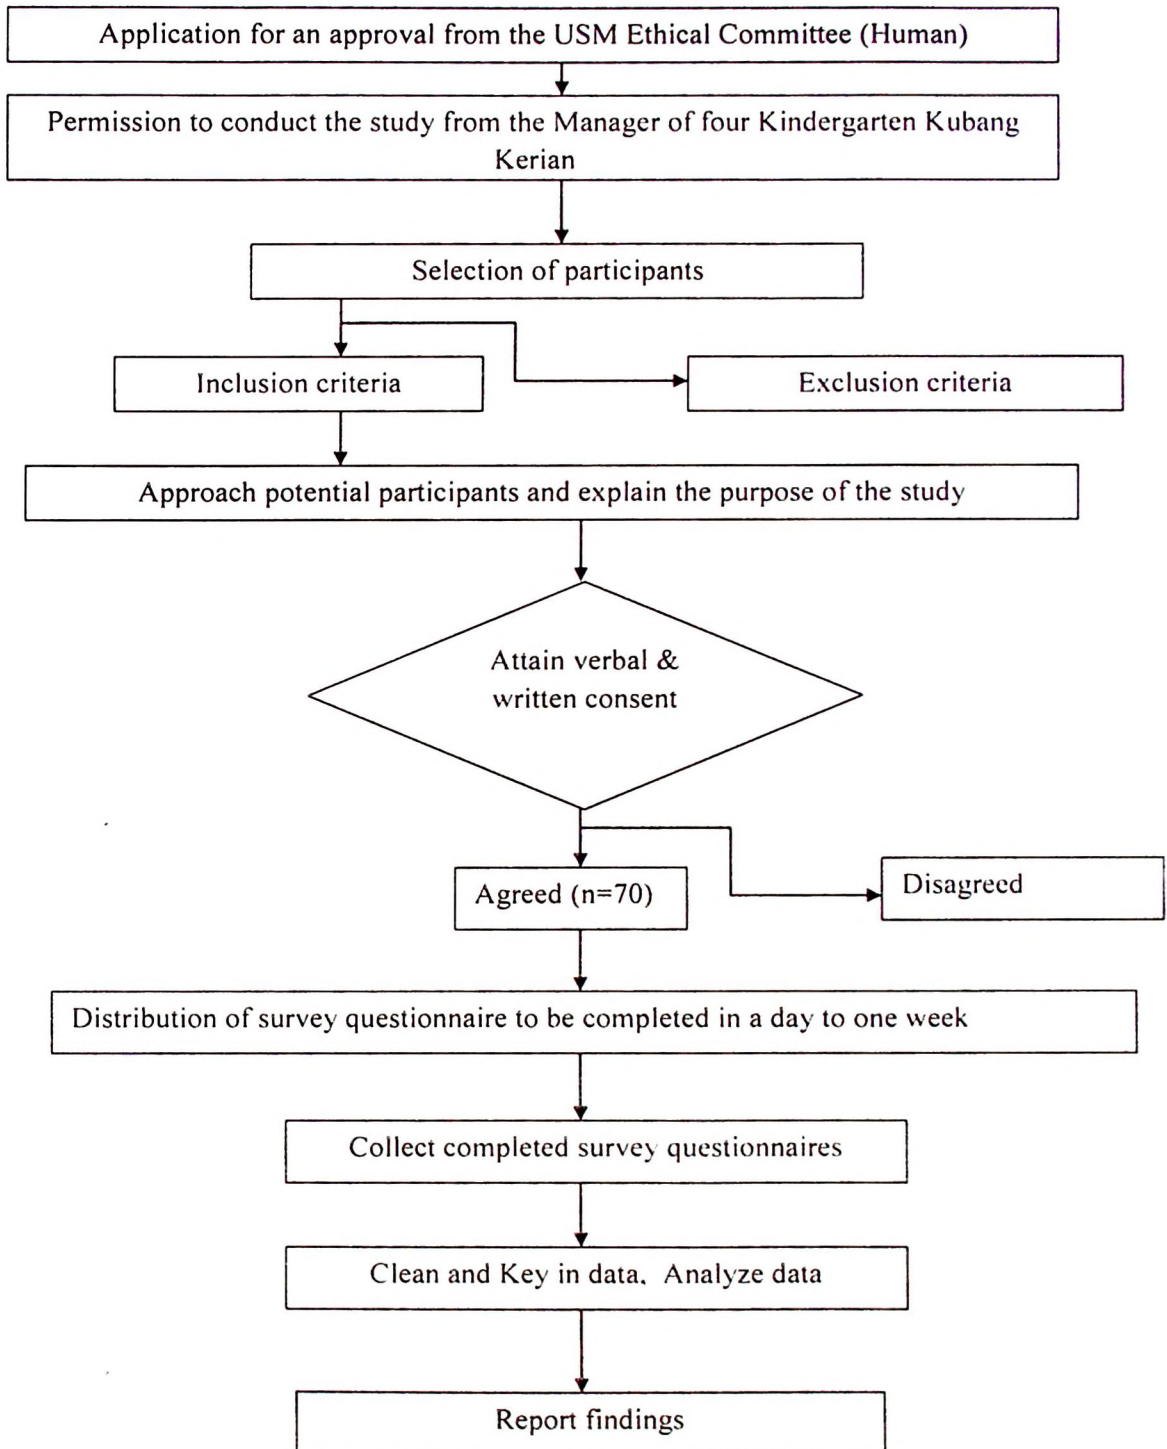 Application for an approval from the USM Ethical Committee (Human)
Permission to conduct the study from the Manager of four Kindergarten Kubang
Kerian
Selection of participants
Inclusion criteria
Exclusion criteria
Approach potential participants and explain the purpose of the study
Attain verbal &
written consent
Agreed (n=70)
Disagreed
Distribution of survey questionnaire to be completed in a day to one week
Collect completed survey questionnaires
Clean and Key in data. Analyze data
Report findings